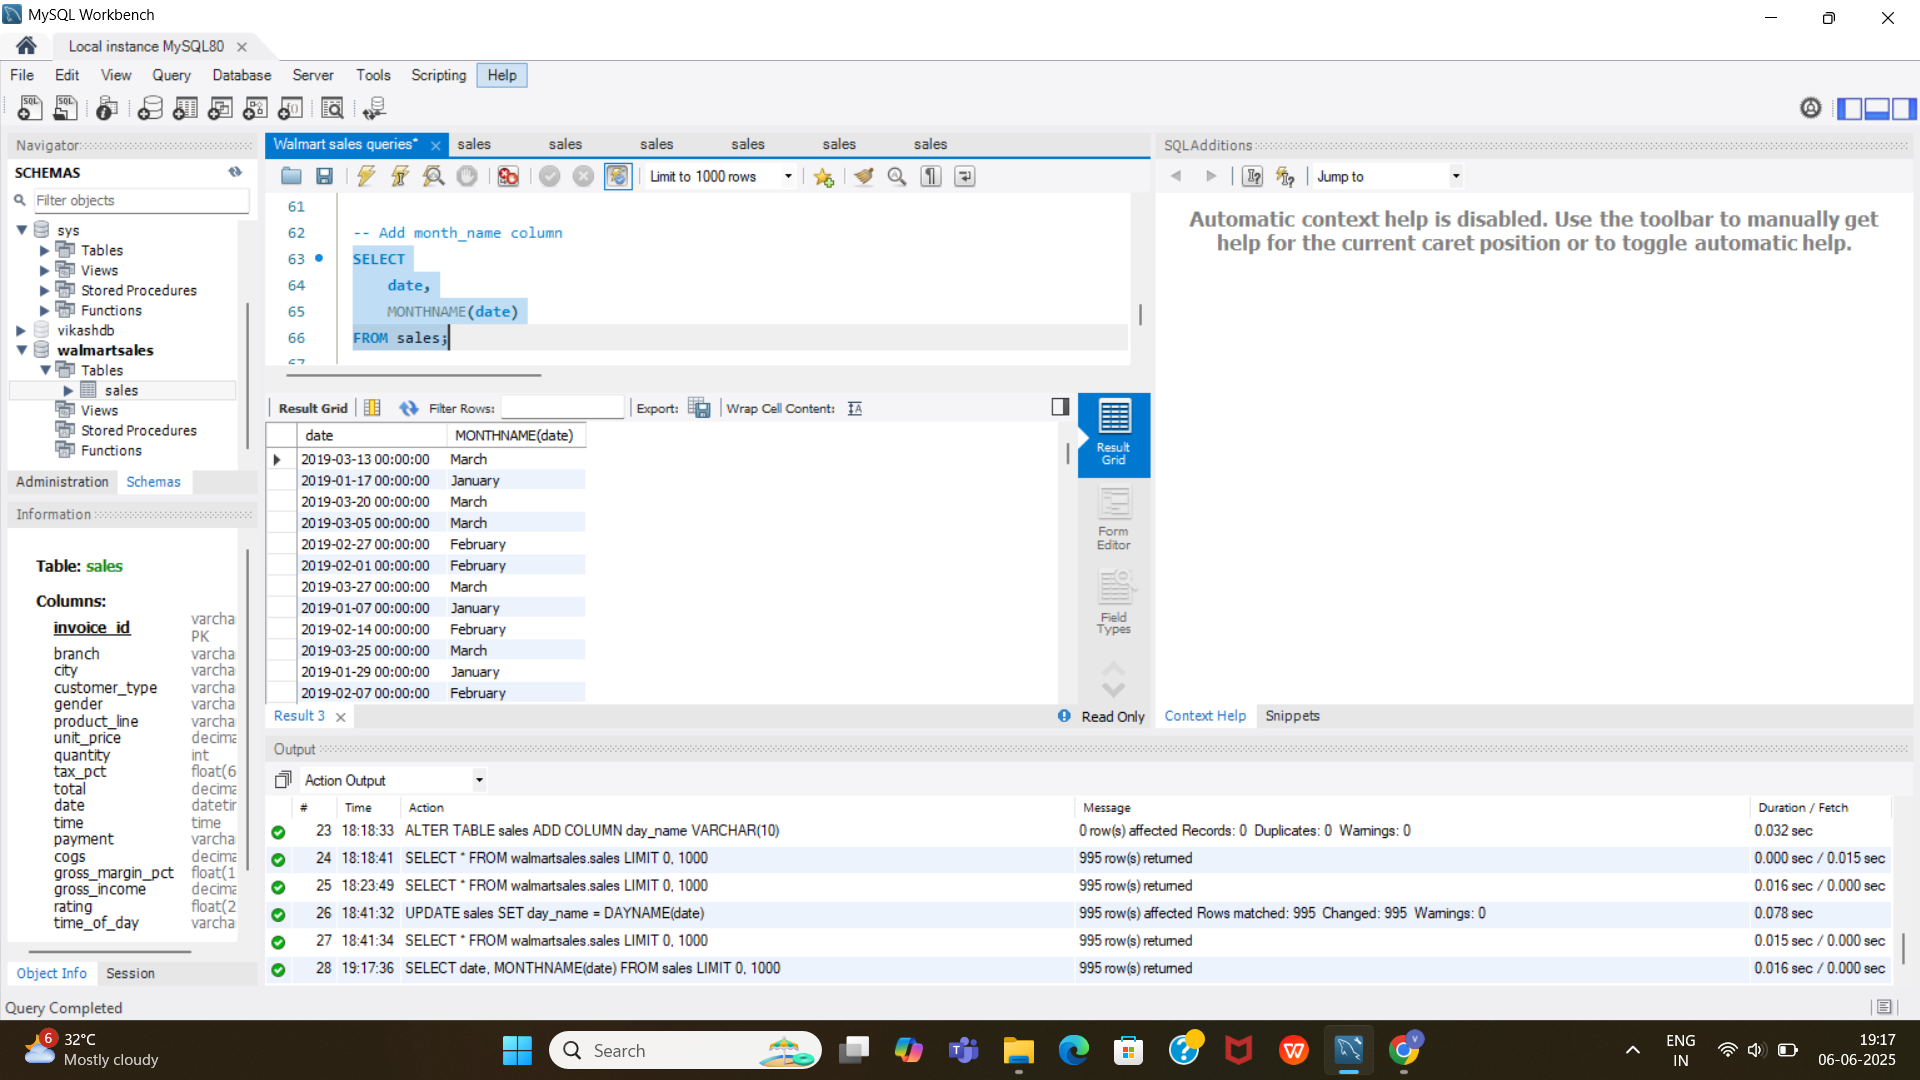 MySQL Workbench
Local instance MySQL80
File Edit View Query Database Server Tools Scripting Help
Navigator
SCHEMAS
Filter objects
sys
Tables
Views
Stored Procedures
Functions
vikashdb
walmartsales
Tables
sales
Views
Stored Procedures
Functions
Administration Schemas
Information
Table: sales
Columns:
invoice_id varcha
PK
branch varcha
city varcha
customer_type varcha
gender varcha
product_line varcha
unit_price decima
quantity int
tax_pct float(6
total decima
date datetir
time time
payment varcha
cogs decima
gross_margin_pct float(1
gross_income decima
rating float(2
time_of_day varcha
Object Info Session
Query Completed
Walmart sales queries* sales sales sales sales sales sales
Limit to 1000 rows
61
62 -- Add month_name column
63 SELECT
64 date,
65 MONTHNAME(date)
66 FROM sales;
67
Result Grid Filter Rows: Export: Wrap Cell Content:
date MONTHNAME(date)
2019-03-13 00:00:00 March
2019-01-17 00:00:00 January
2019-03-20 00:00:00 March
2019-03-05 00:00:00 March
2019-02-27 00:00:00 February
2019-02-01 00:00:00 February
2019-03-27 00:00:00 March
2019-01-07 00:00:00 January
2019-02-14 00:00:00 February
2019-03-25 00:00:00 March
2019-01-29 00:00:00 January
2019-02-07 00:00:00 February
Result
Grid
Form
Editor
Field
Types
Result 3 Read Only
SQLAdditions
Jump to
Automatic context help is disabled. Use the toolbar to manually get
help for the current caret position or to toggle automatic help.
Context Help Snippets
Output
Action Output
# Time Action Message Duration / Fetch
23 18:18:33 ALTER TABLE sales ADD COLUMN day_name VARCHAR(10) 0 row(s) affected Records: 0 Duplicates: 0 Warnings: 0 0.032 sec
24 18:18:41 SELECT * FROM walmartsales.sales LIMIT 0, 1000 995 row(s) returned 0.000 sec / 0.015 sec
25 18:23:49 SELECT * FROM walmartsales.sales LIMIT 0, 1000 995 row(s) returned 0.016 sec / 0.000 sec
26 18:41:32 UPDATE sales SET day_name = DAYNAME(date) 995 row(s) affected Rows matched: 995 Changed: 995 Warnings: 0 0.078 sec
27 18:41:34 SELECT * FROM walmartsales.sales LIMIT 0, 1000 995 row(s) returned 0.015 sec / 0.000 sec
28 19:17:36 SELECT date, MONTHNAME(date) FROM sales LIMIT 0, 1000 995 row(s) returned 0.016 sec / 0.000 sec
6
32°C
Mostly cloudy
Search
ENG
IN
19:17
06-06-2025